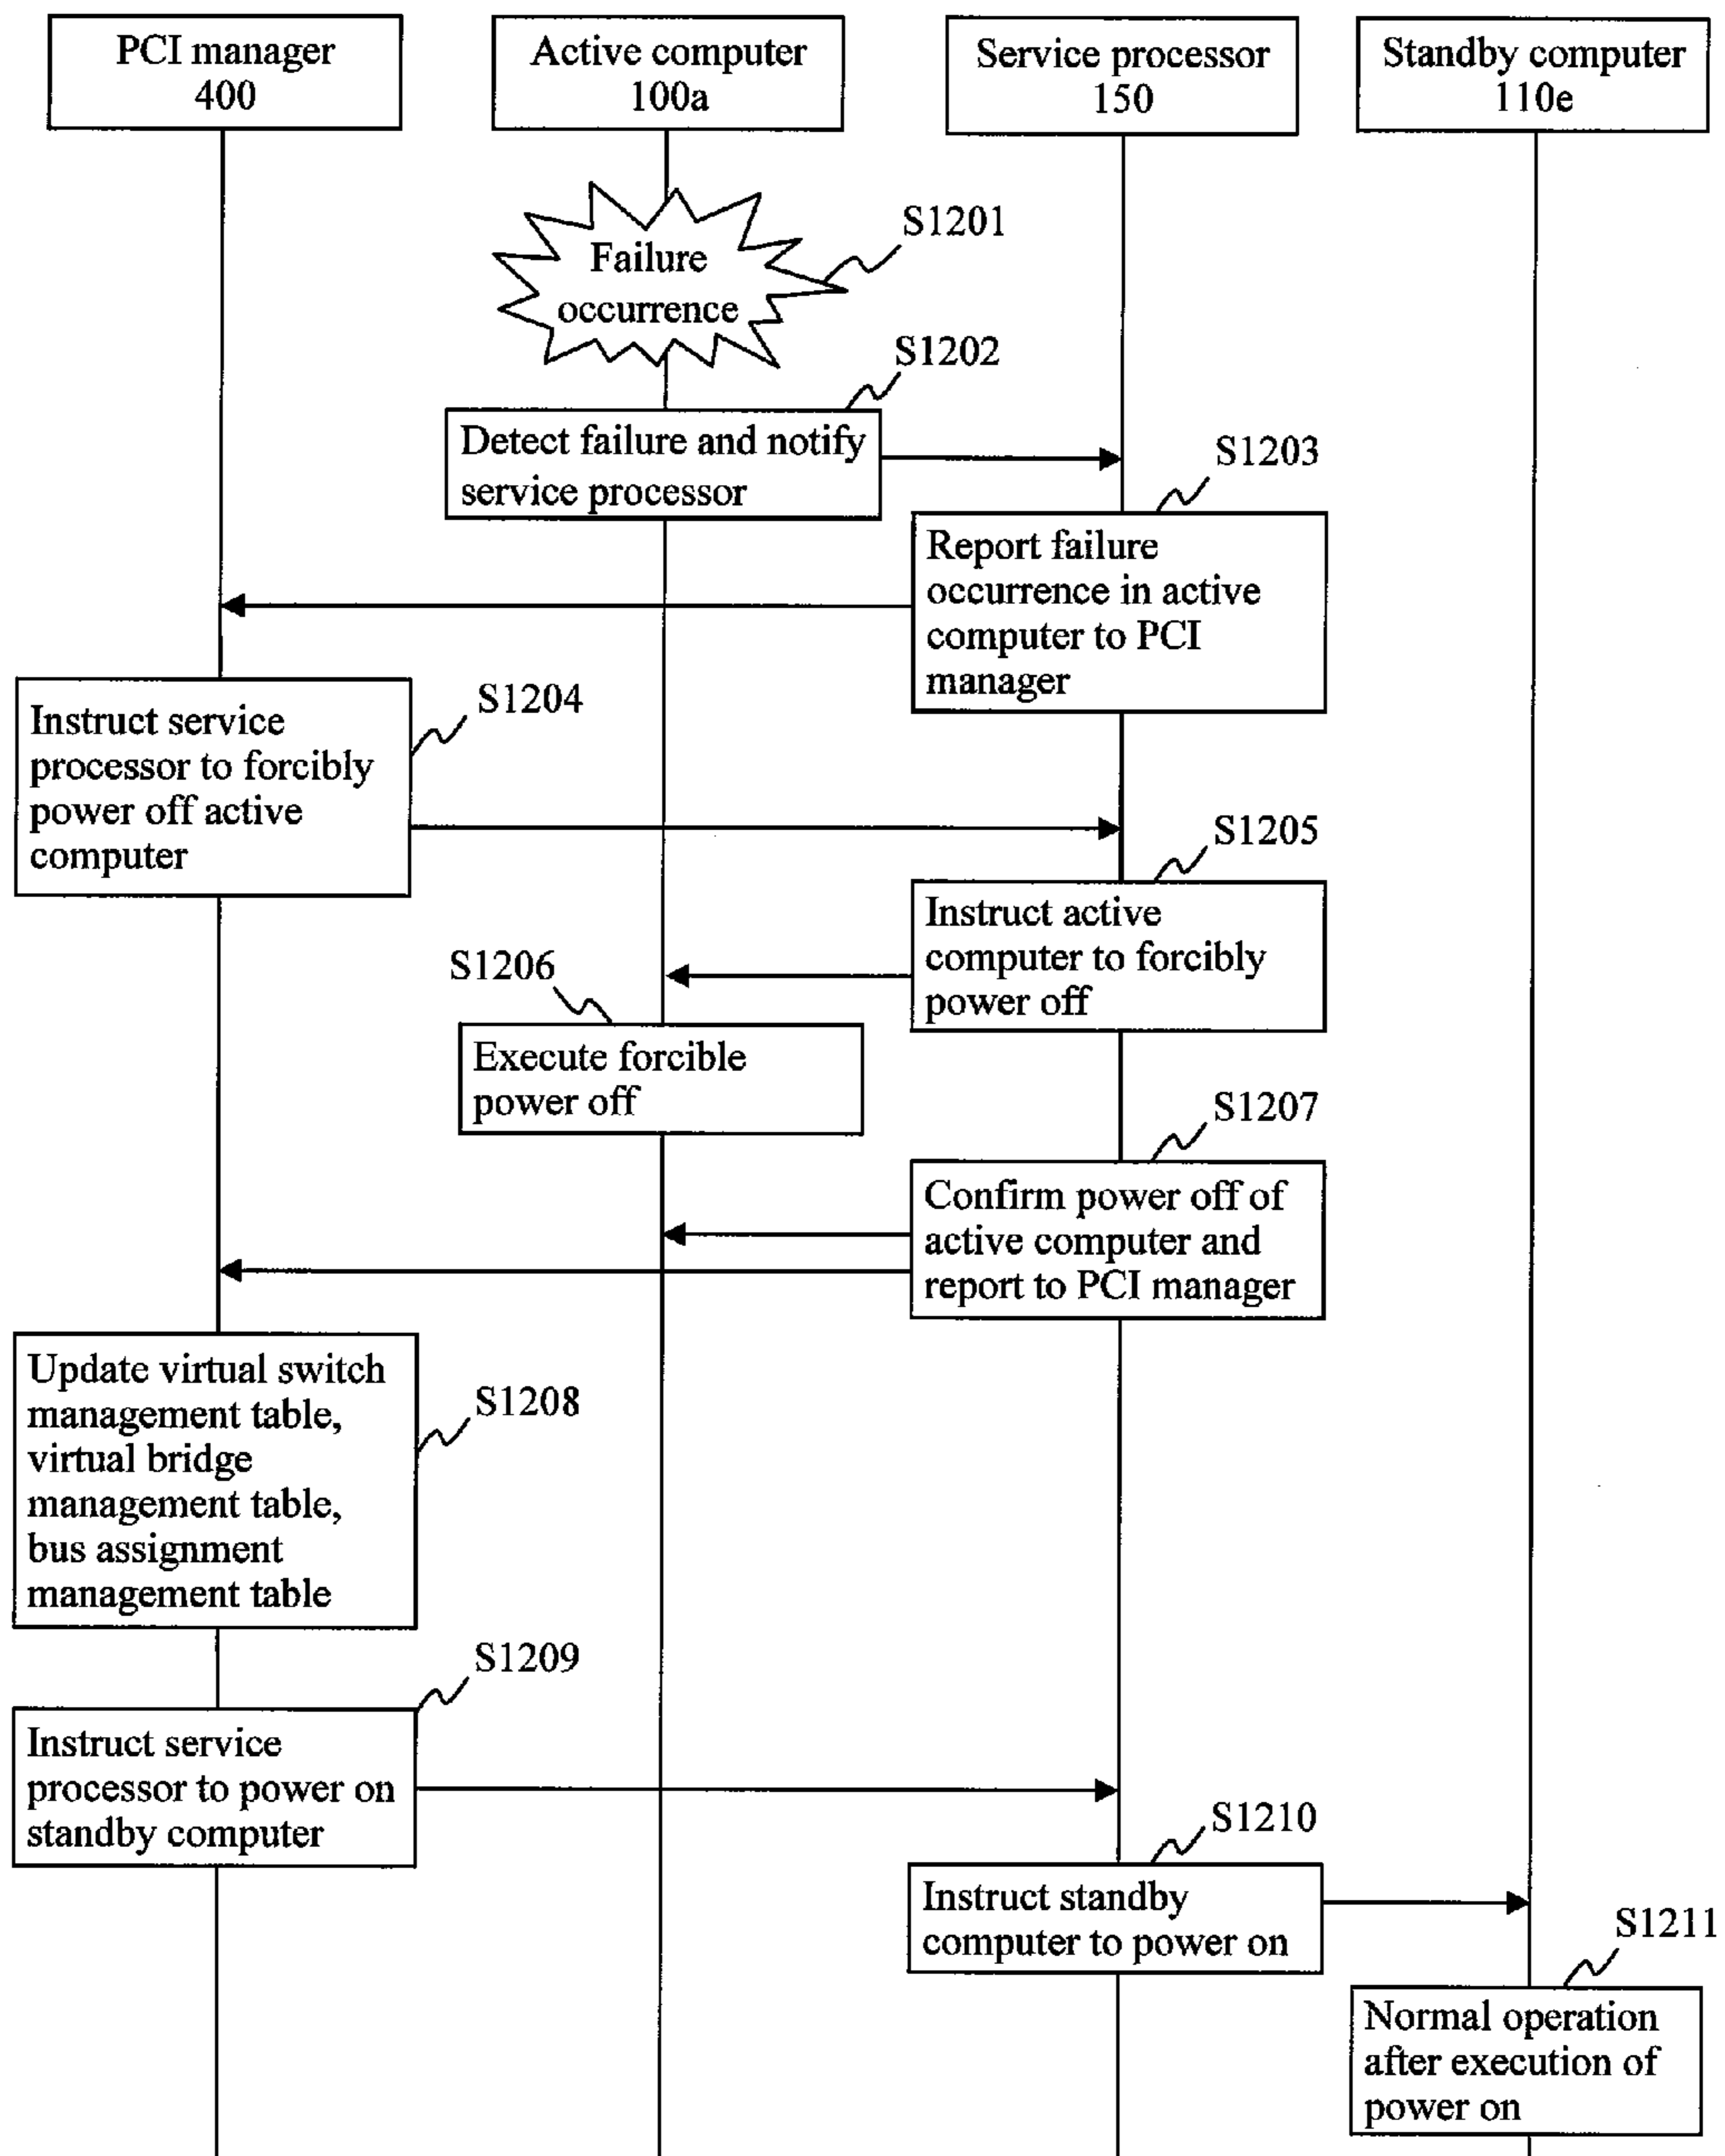 PCI manager
400
Active computer
100a
Service processor
150
Standby computer
110e
S1201
Failure
occurrence
S1202
Detect failure and notify
service processor
S1203
Report failure
occurrence in active
computer to PCI
manager
S1204
Instruct service
processor to forcibly
power off active
computer
S1205
Instruct active
computer to forcibly
power off
S1206
Execute forcible
power off
S1207
Confirm power off of
active computer and
report to PCI manager
S1208
Update virtual switch
management table,
virtual bridge
management table,
bus assignment
management table
S1209
Instruct service
processor to power on
standby computer
S1210
Instruct standby
computer to power on
S1211
Normal operation
after execution of
power on